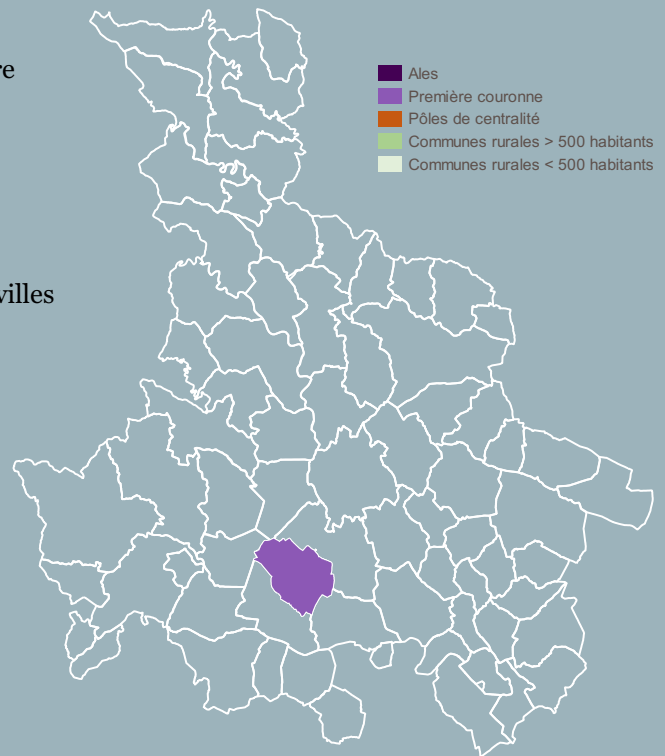 Ales
Première couronne
Pôles de centralité
Communes rurales > 500 habitants
Communes rurales < 500 habitants